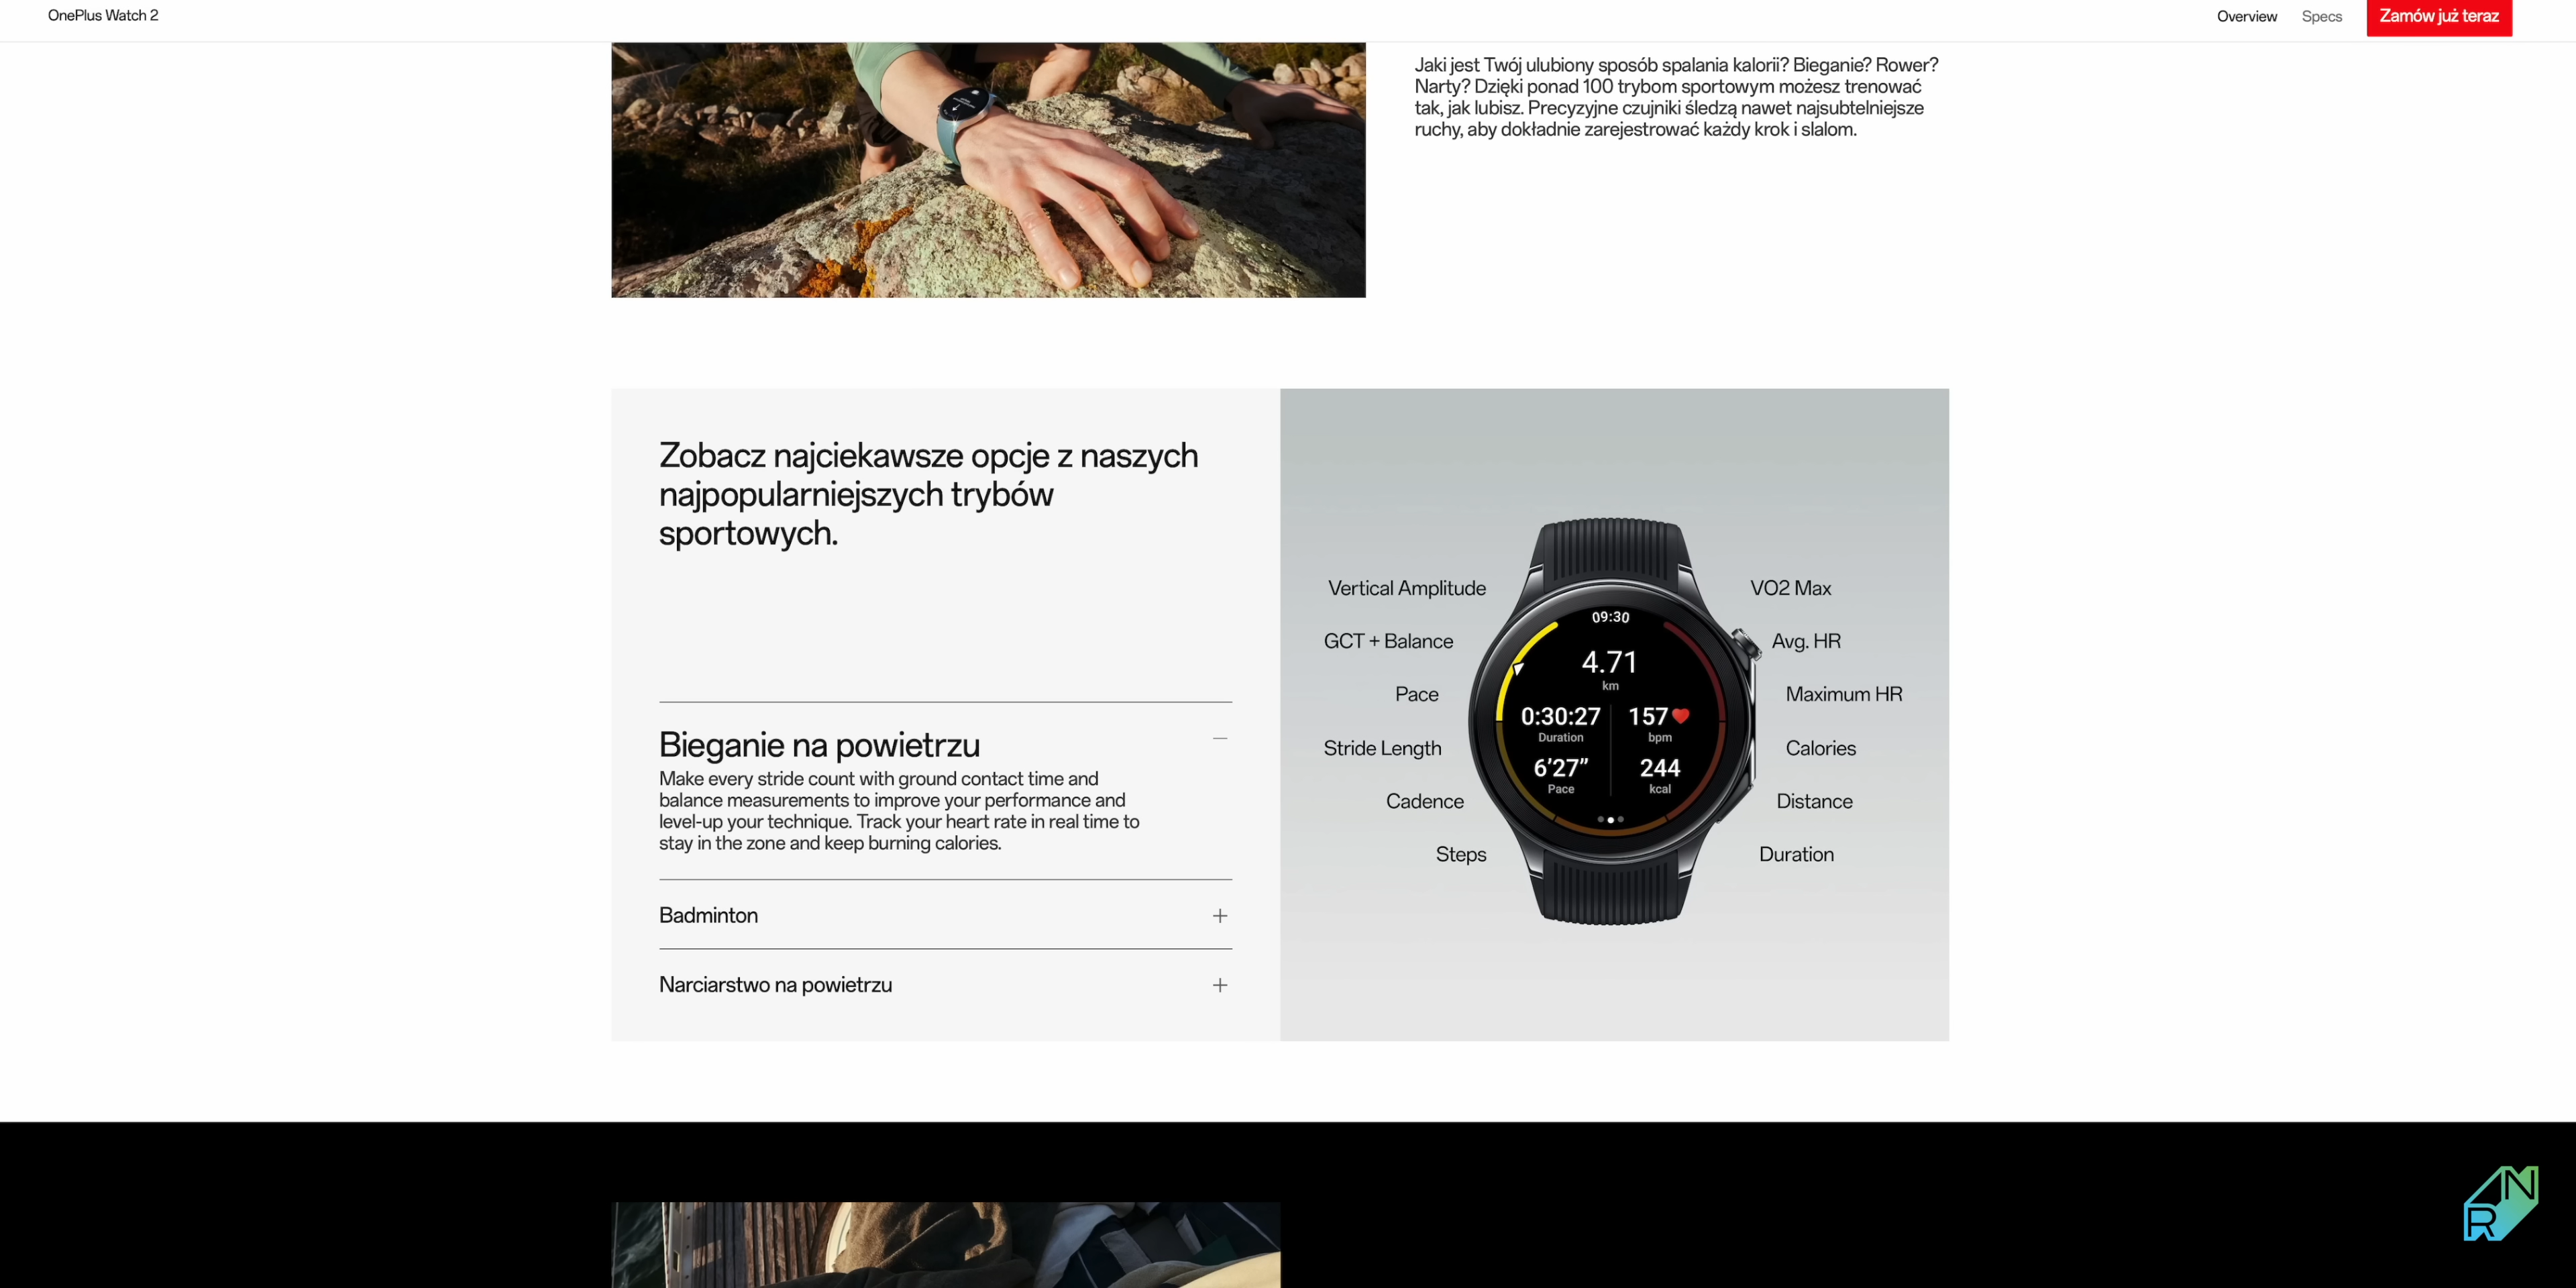 OnePlus Watch 2
Overview
Specs
Zamów już teraz
Jaki jest Twój ulubiony sposób spalania kalorii? Bieganie? Rower?
Narty? Dzięki ponad 100 trybom sportowym możesz trenować
tak, jak lubisz. Precyzyjne czujniki śledzą nawet najsubtelniejsze
ruchy, aby dokładnie zarejestrować każdy krok i slalom.
Zobacz najciekawsze opcje z naszych
najpopularniejszych trybów
sportowych.
Bieganie na powietrzu
Make every stride count with ground contact time and
balance measurements to improve your performance and
level-up your technique. Track your heart rate in real time to
stay in the zone and keep burning calories.
Badminton
Narciarstwo na powietrzu
Vertical Amplitude
GCT + Balance
Pace
Stride Length
Cadence
Steps
09:30
4.71
km
0:30:27
Duration
157
bpm
6'27”
Pace
244
kcal
VO2 Max
Avg. HR
Maximum HR
Calories
Distance
Duration
RN